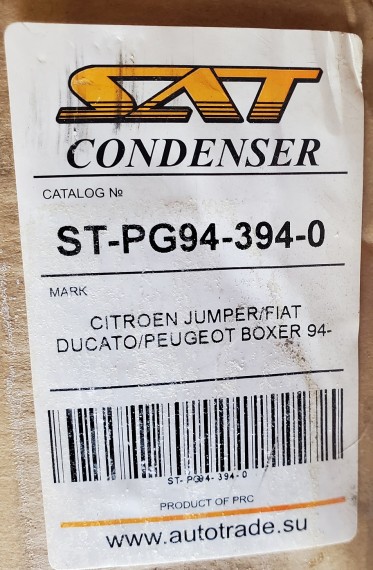 SAT
CONDENSER
CATALOG №
ST-PG94-394-0
MARK
CITROEN JUMPER/FIAT
DUCATO/PEUGEOT BOXER 94-
ST- PG94- 394- 0
PRODUCT OF PRC
www.autotrade.su